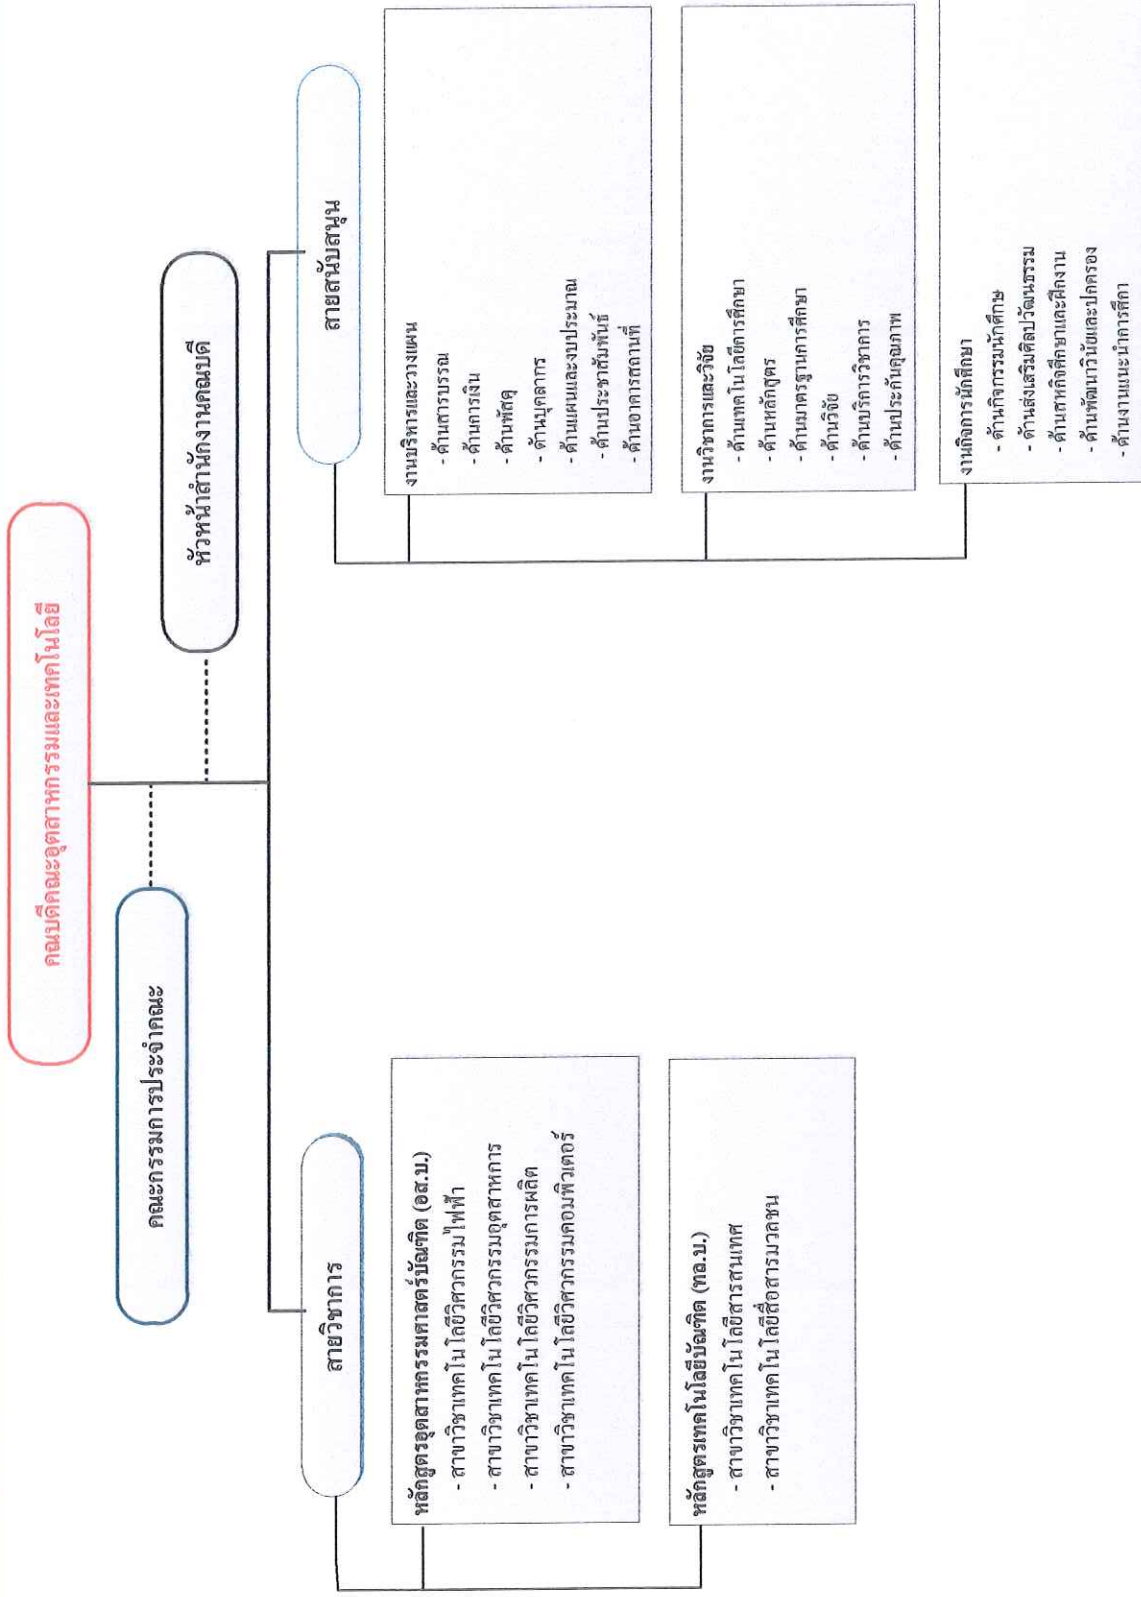 คณบดีคณะอุตสาหกรรมและเทคโนโลยี
คณะกรรมการประจำคณะ
หัวหน้าสำนักงานคณบดี
สายวิชาการ
หลักสูตรอุตสาหกรรมศาสตร์บัณฑิต (อส.บ.)
- สาขาวิชาเทคโนโลยีวิศวกรรมไฟฟ้า
- สาขาวิชาเทคโนโลยีวิศวกรรมอุตสาหการ
- สาขาวิชาเทคโนโลยีวิศวกรรมการผลิต
- สาขาวิชาเทคโนโลยีวิศวกรรมคอมพิวเตอร์
หลักสูตรเทคโนโลยีบัณฑิต (ทล.บ.)
- สาขาวิชาเทคโนโลยีสารสนเทศ
- สาขาวิชาเทคโนโลยีสื่อสารมวลชน
สายสนับสนุน
งานบริหารและวางแผน
- ด้านสารบรรณ
- ด้านการเงิน
- ด้านพัสดุ
- ด้านบุคลากร
- ด้านแผนและงบประมาณ
- ด้านประชาสัมพันธ์
- ด้านอาคารสถานที่
งานวิชาการและวิจัย
- ด้านเทคโนโลยีการศึกษา
- ด้านหลักสูตร
- ด้านมาตรฐานการศึกษา
- ด้านวิจัย
- ด้านบริการวิชาการ
- ด้านประกันคุณภาพ
งานกิจการนักศึกษา
- ด้านกิจกรรมนักศึกษ
- ด้านส่งเสริมศิลปวัฒนธรรม
- ด้านสหกิจศึกษาและฝึกงาน
- ด้านพัฒนาวินัยและปกครอง
- ด้านงานแนะนำการศึกา